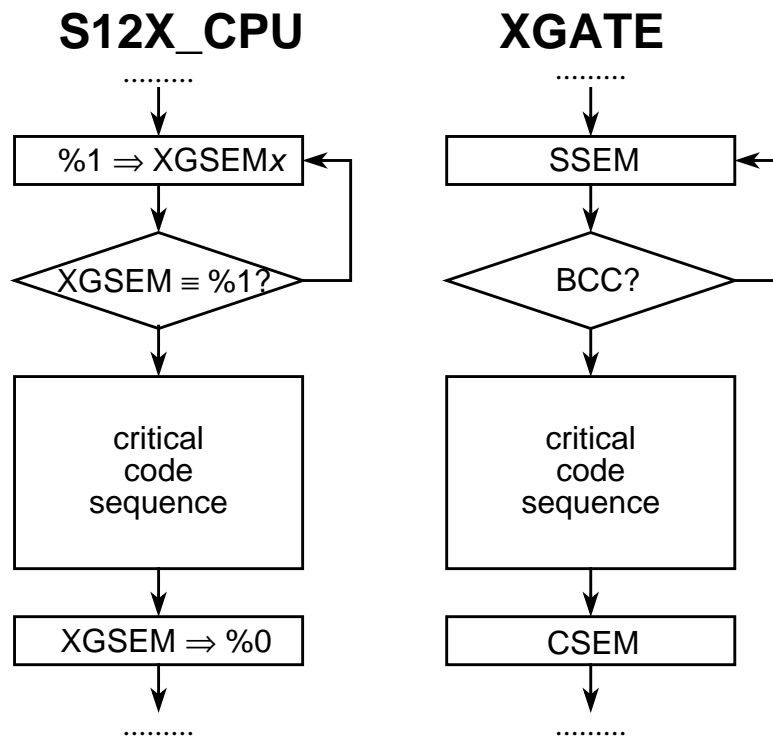 S12X_CPU
.........
%1 ⇒ XGSEMx
XGSEM ≡ %1?
critical
code
sequence
XGSEM ⇒ %0
.........
XGATE
.........
SSEM
BCC?
critical
code
sequence
CSEM
.........